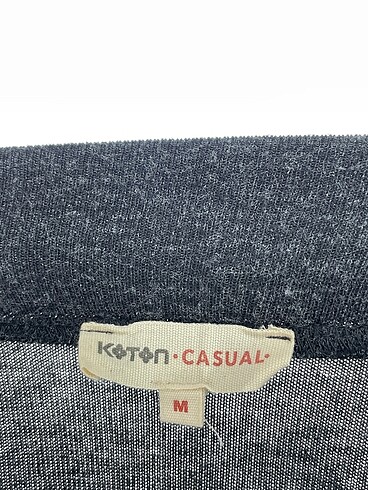 KOTON · CASUAL ·
M